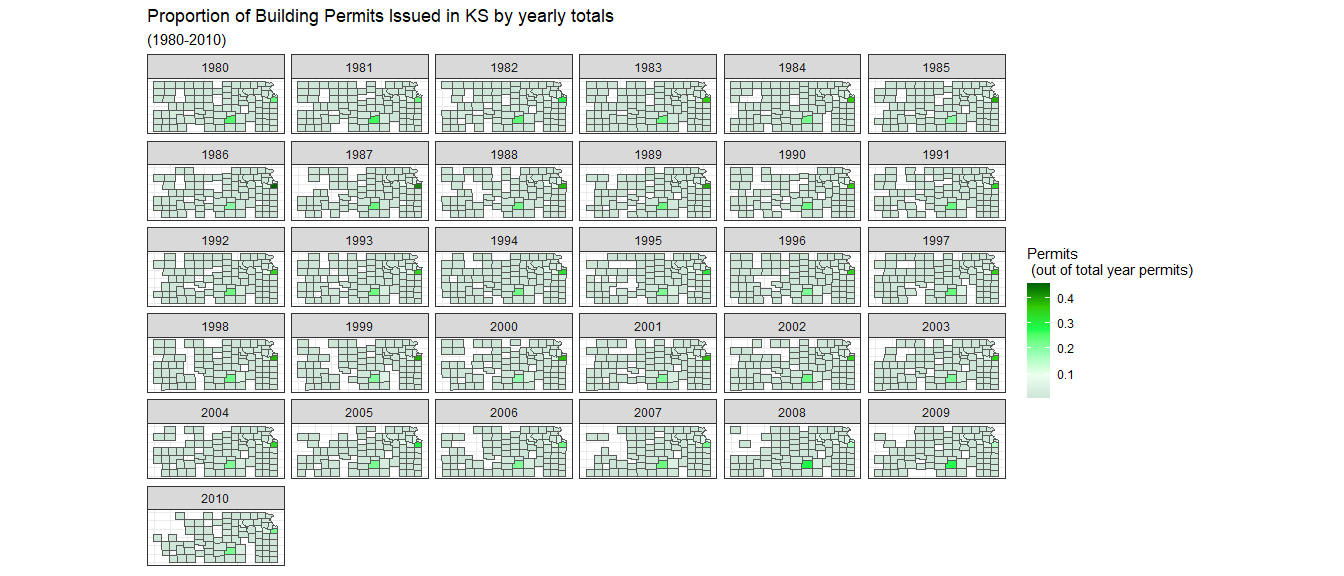 Proportion of Building Permits Issued in KS by yearly totals
(1980-2010)
1980 1981 1982 1983 1984 1985
1986 1987 1988 1989 1990 1991
1992 1993 1994 1995 1996 1997
1998 1999 2000 2001 2002 2003
2004 2005 2006 2007 2008 2009
2010
Permits
(out of total year permits)
0.4
0.3
0.2
0.1